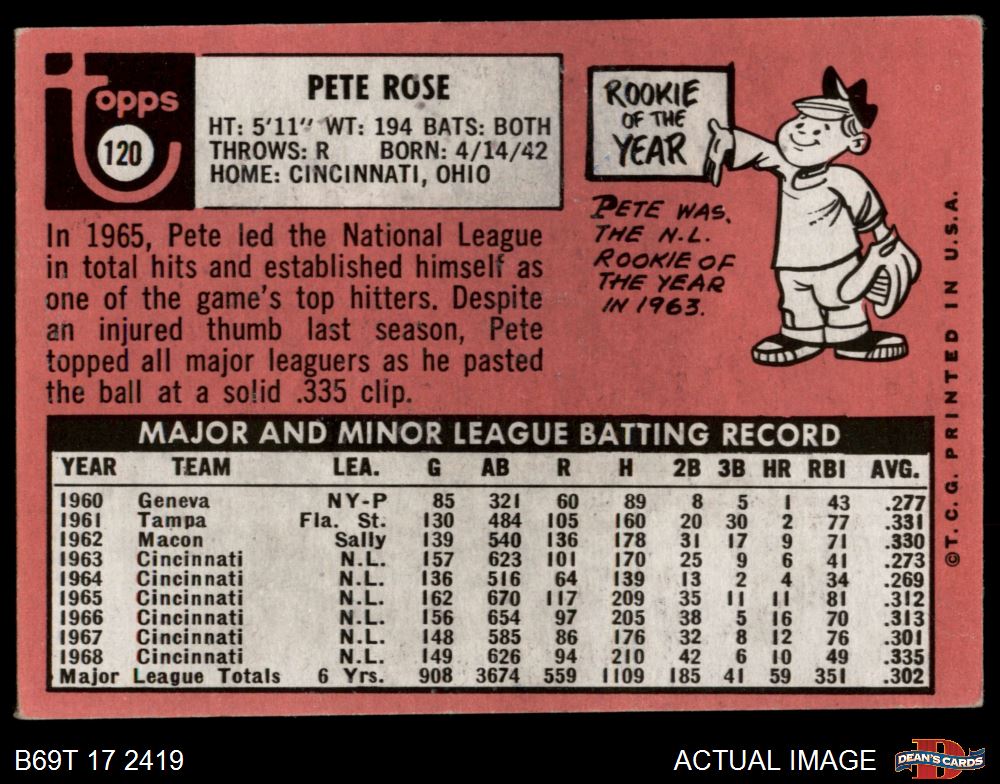 Topps
120
PETE ROSE
HT: 5'11" WT: 194 BATS: BOTH
THROWS: R BORN: 4/14/42
HOME: CINCINNATI, OHIO
In 1965, Pete led the National League
in total hits and established himself as
one of the game's top hitters. Despite
an injured thumb last season, Pete
topped all major leaguers as he pasted
the ball at a solid .335 clip.
ROOKIE
OF THE
YEAR
PETE WAS.
THE N.L.
ROOKIE OF
THE YEAR
IN 1963.
MAJOR AND MINOR LEAGUE BATTING RECORD
YEAR TEAM LEA. G AB R H 2B 3B HR RBI AVG.
1960 Geneva NY-P 85 321 60 89 8 5 1 43 .277
1961 Tampa Fla. St. 130 484 105 160 20 30 2 77 .331
1962 Macon Sally 139 540 136 178 31 17 9 71 .330
1963 Cincinnati N.L. 157 623 101 170 25 9 6 41 .273
1964 Cincinnati N.L. 136 516 64 139 13 2 4 34 .269
1965 Cincinnati N.L. 162 670 117 209 35 11 11 81 .312
1966 Cincinnati N.L. 156 654 97 205 38 5 16 70 .313
1967 Cincinnati N.L. 148 585 86 176 32 8 12 76 .301
1968 Cincinnati N.L. 149 626 94 210 42 6 10 49 .335
Major League Totals 6 Yrs. 908 3674 559 1109 185 41 59 351 .302
©T.C.G. PRINTED IN U.S.A.
B69T 17 2419
ACTUAL IMAGE
DEAN'S CARDS